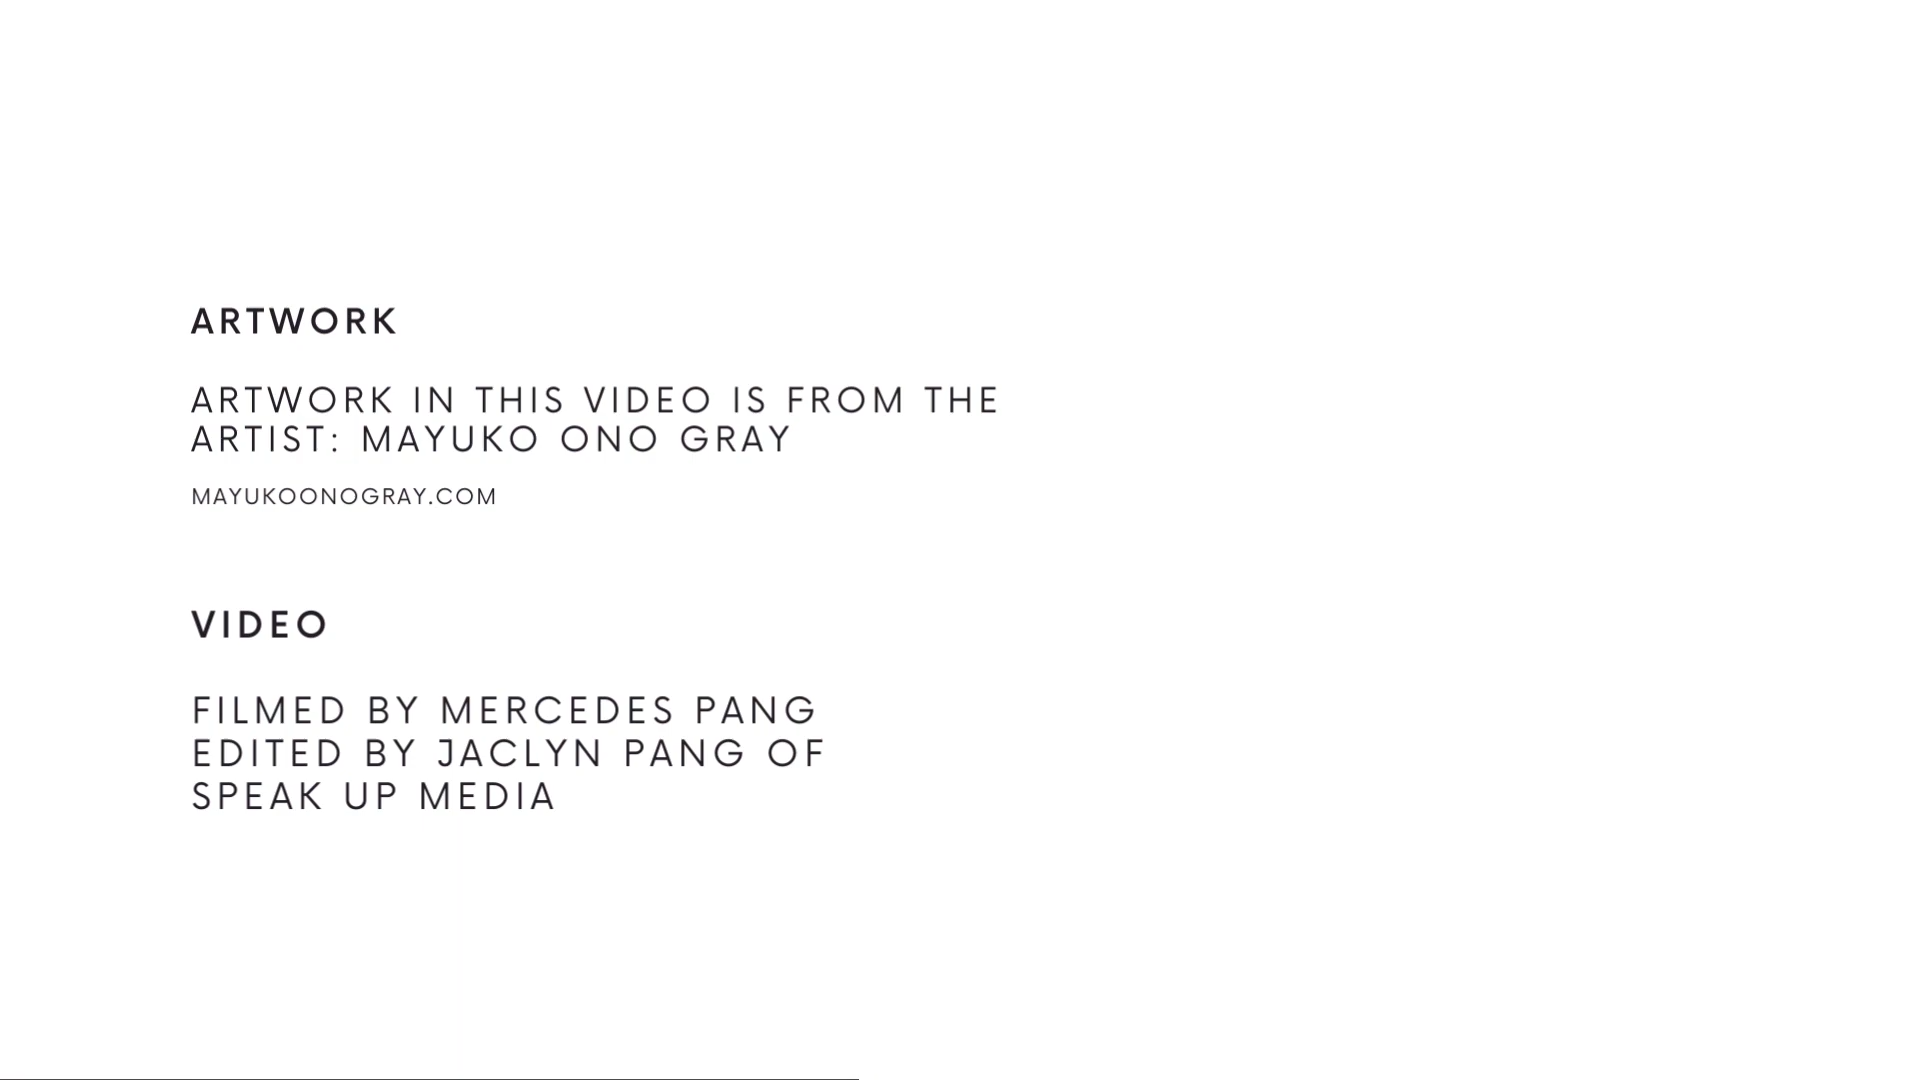 ARTWORK
ARTWORK IN THIS VIDEO IS FROM THE
ARTIST: MAYUKO ONO GRAY
MAYUKOONOGRAY.COM
VIDEO
FILMED BY MERCEDES PANG
EDITED BY JACLYN PANG OF
SPEAK UP MEDIA